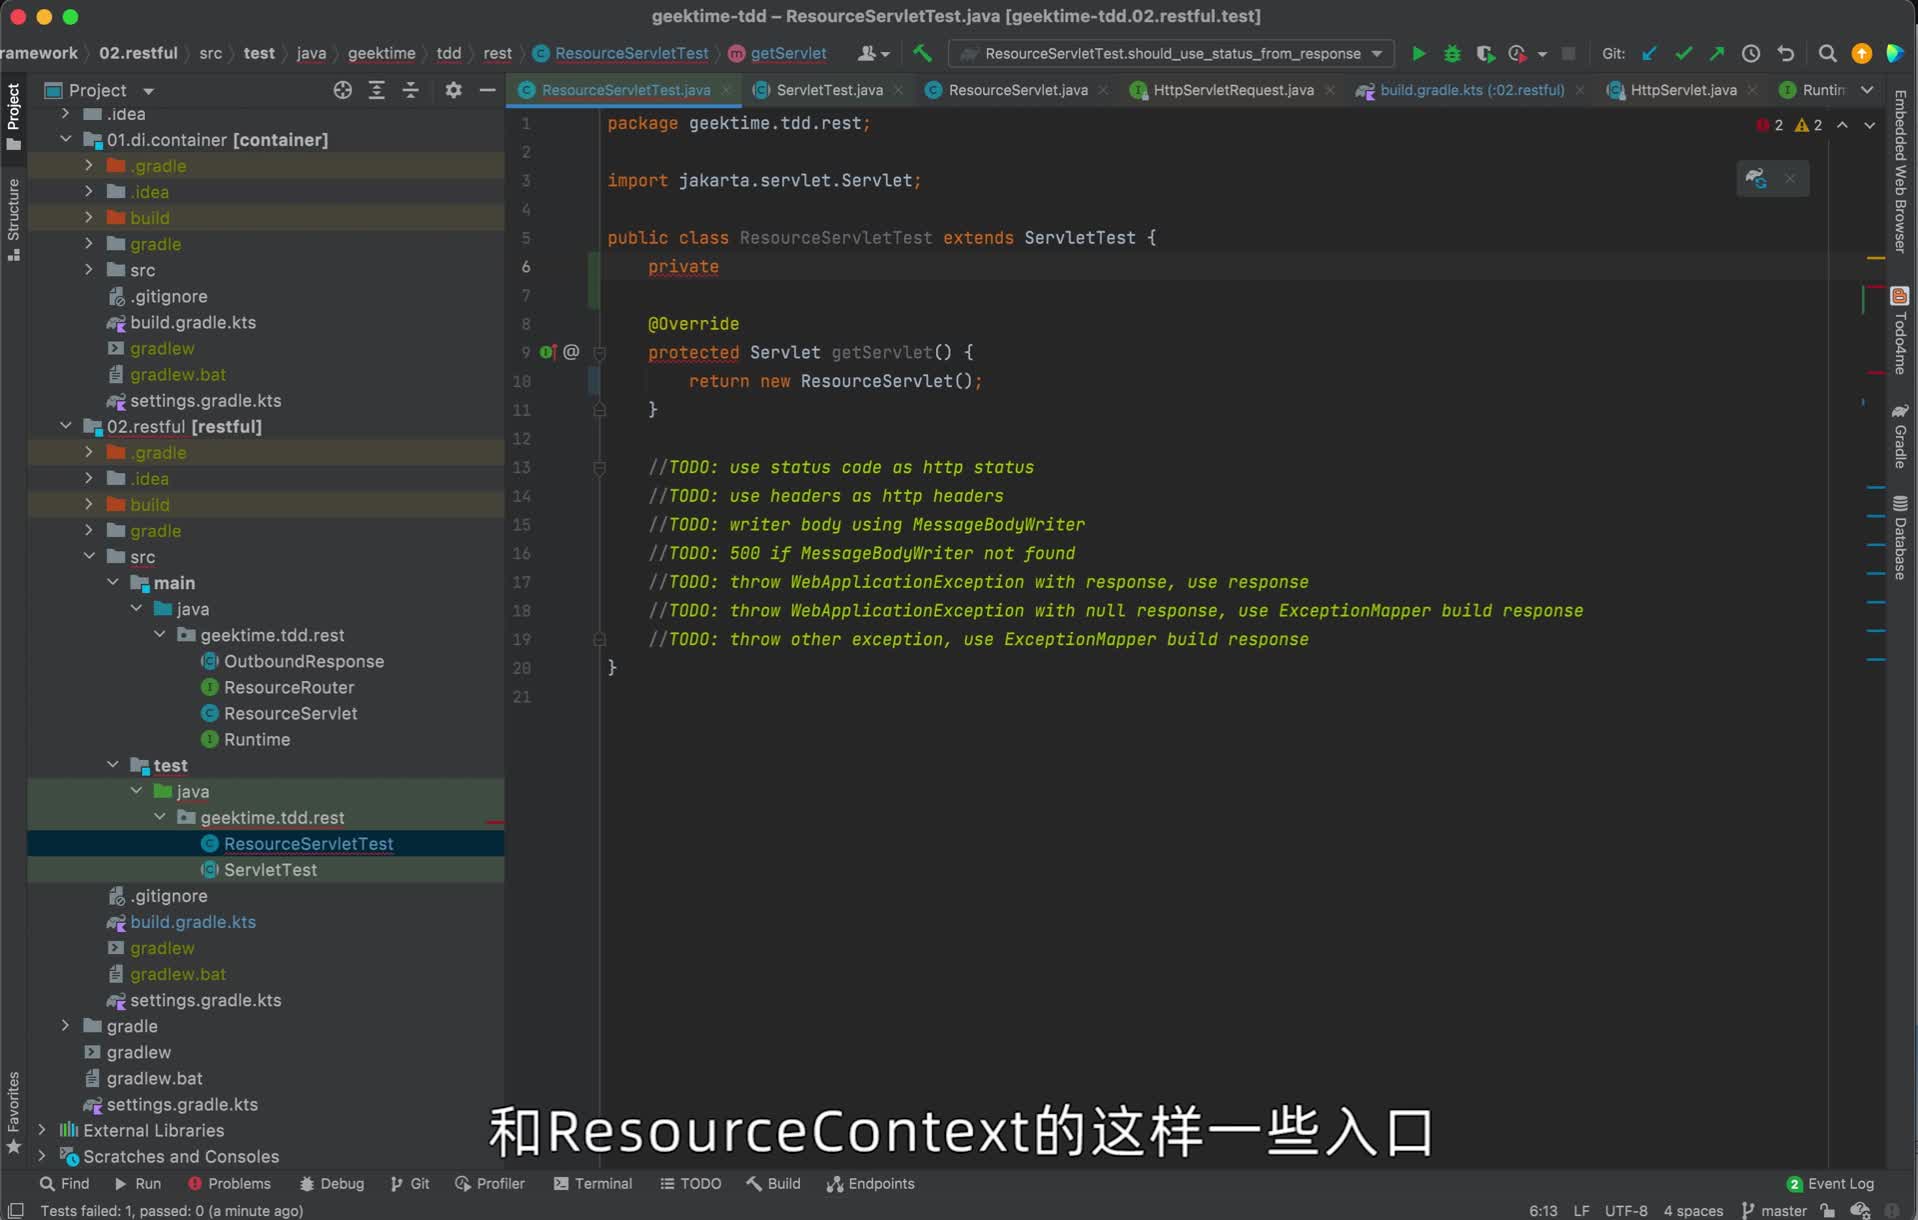 geektime-tdd – ResourceServletTest.java [geektime-tdd.02.restful.test]
ramework 02.restful src test java geektime tdd rest ResourceServletTest getServlet ResourceServletTest.should_use_status_from_response Git:
Project
ResourceServletTest.java ServletTest.java ResourceServlet.java HttpServletRequest.java build.gradle.kts (:02.restful) HttpServlet.java Runtin
Project
Structure
Favorites
.idea
01.di.container [container]
.gradle
.idea
build
gradle
src
.gitignore
build.gradle.kts
gradlew
gradlew.bat
settings.gradle.kts
02.restful [restful]
.gradle
.idea
build
gradle
src
main
java
geektime.tdd.rest
OutboundResponse
ResourceRouter
ResourceServlet
Runtime
test
java
geektime.tdd.rest
ResourceServletTest
ServletTest
.gitignore
build.gradle.kts
gradlew
gradlew.bat
settings.gradle.kts
gradle
gradlew
gradlew.bat
settings.gradle.kts
External Libraries
Scratches and Consoles
1 package geektime.tdd.rest;
2
3 import jakarta.servlet.Servlet;
4
5 public class ResourceServletTest extends ServletTest {
6 private
7
8 @Override
9 protected Servlet getServlet() {
10 return new ResourceServlet();
11 }
12
13 //TODO: use status code as http status
14 //TODO: use headers as http headers
15 //TODO: writer body using MessageBodyWriter
16 //TODO: 500 if MessageBodyWriter not found
17 //TODO: throw WebApplicationException with response, use response
18 //TODO: throw WebApplicationException with null response, use ExceptionMapper build response
19 //TODO: throw other exception, use ExceptionMapper build response
20 }
21
2 2
Embedded Web Browser
Todo4me
Gradle
Database
和ResourceContext的这样一些入口
Find Run Problems Debug Git Profiler Terminal TODO Build Endpoints 2 Event Log
Tests failed: 1, passed: 0 (a minute ago) 6:13 LF UTF-8 4 spaces master